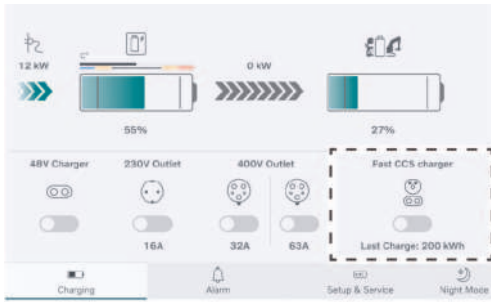 12 kW
0 kW
55%
27%
48V Charger 230V Outlet 400V Outlet Fast CCS charger
16A 32A 63A Last Charge: 200 kWh
Charging Alarm Setup & Service Night Mode